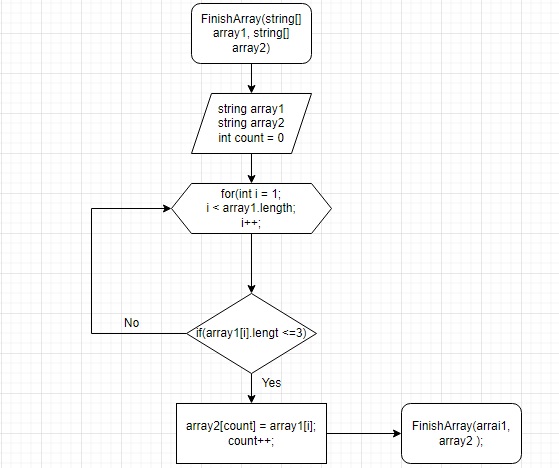 FinishArray(string[]
array1, string[]
array2)
string array1
string array2
int count = 0
for(int i = 1;
i < array1.length;
i++;
No
if(array1[i].lengt <=3)
Yes
array2[count] = array1[i];
count++;
FinishArray(arrai1,
array2 );